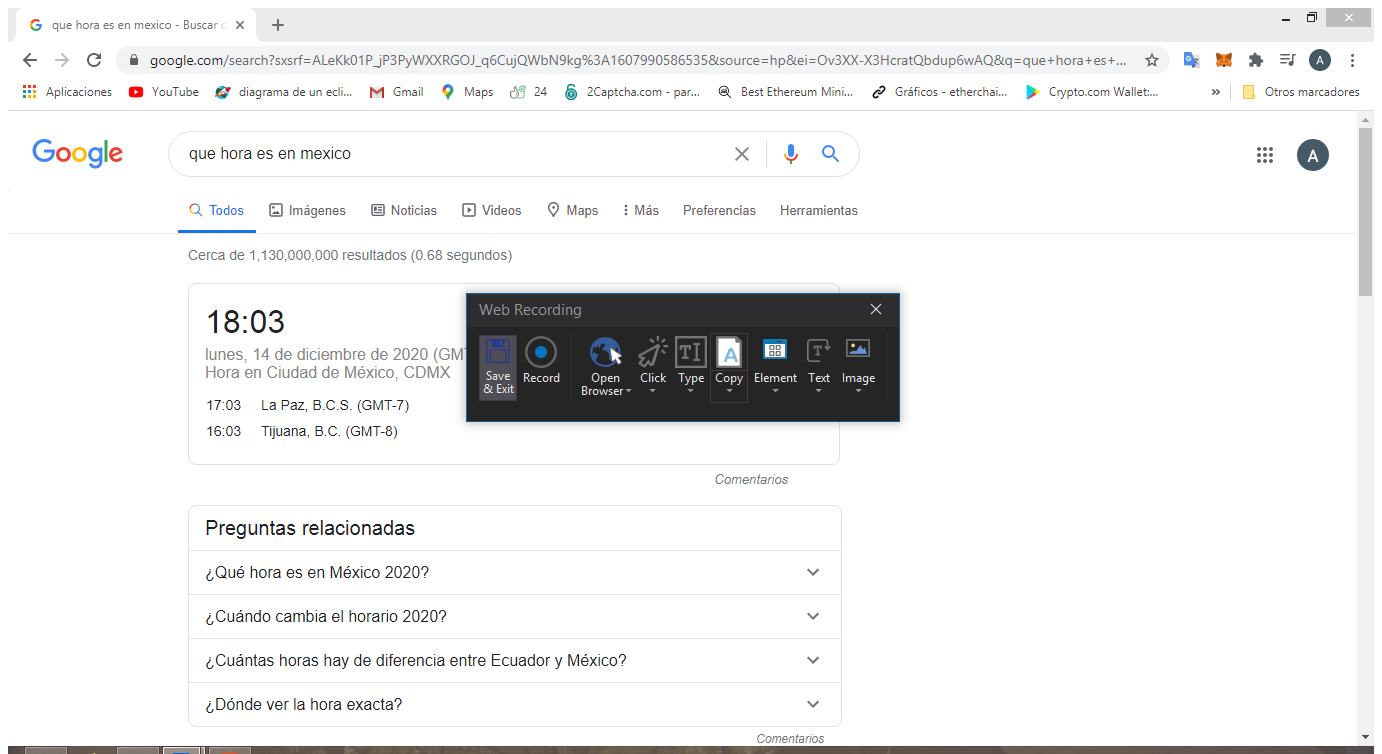 que hora es en mexico - Buscar c
google.com/search?sxsrf=ALeKk01P_jP3PyWXXRGOJ_q6CujQWbN9kg%3A1607990586535&source=hp&ei=Ov3XX-X3HcratQbdup6wAQ&q=que+hora+es+...
A
Aplicaciones YouTube diagrama de un ecli... Gmail Maps 24 2Captcha.com - par... Best Ethereum Mini... Gráficos - etherchai... Crypto.com Wallet:... » Otros marcadores
Google que hora es en mexico A
Todos Imágenes Noticias Videos Maps Más Preferencias Herramientas
Cerca de 1,130,000,000 resultados (0.68 segundos)
18:03
lunes, 14 de diciembre de 2020 (GMT
Hora en Ciudad de México, CDMX
17:03 La Paz, B.C.S. (GMT-7)
16:03 Tijuana, B.C. (GMT-8)
Web Recording
Save & Exit Record Open Browser Click Type Copy Element Text Image
Comentarios
Preguntas relacionadas
¿Qué hora es en México 2020?
¿Cuándo cambia el horario 2020?
¿Cuántas horas hay de diferencia entre Ecuador y México?
¿Dónde ver la hora exacta?
Comentarios